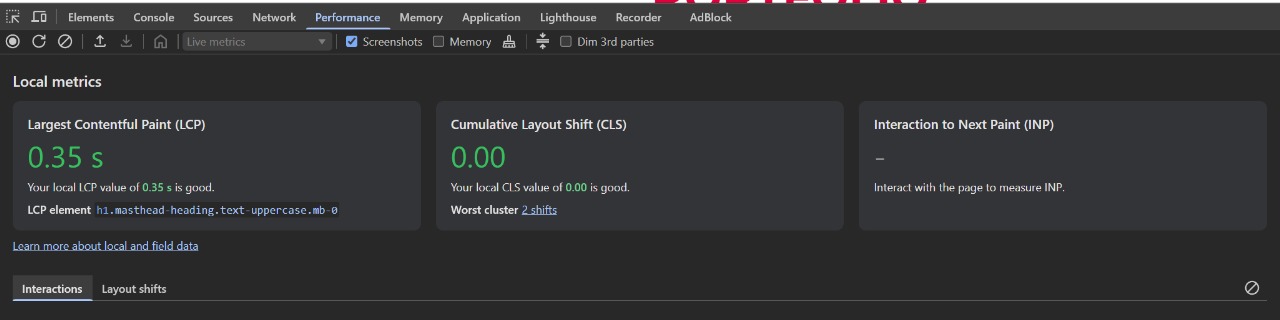 Elements Console Sources Network Performance Memory Application Lighthouse Recorder AdBlock
Live metrics Screenshots Memory Dim 3rd parties
Local metrics
Largest Contentful Paint (LCP)
0.35 s
Your local LCP value of 0.35 s is good.
LCP element h1.masthead-heading.text-uppercase.mb-0
Cumulative Layout Shift (CLS)
0.00
Your local CLS value of 0.00 is good.
Worst cluster 2 shifts
Interaction to Next Paint (INP)
–
Interact with the page to measure INP.
Learn more about local and field data
Interactions Layout shifts